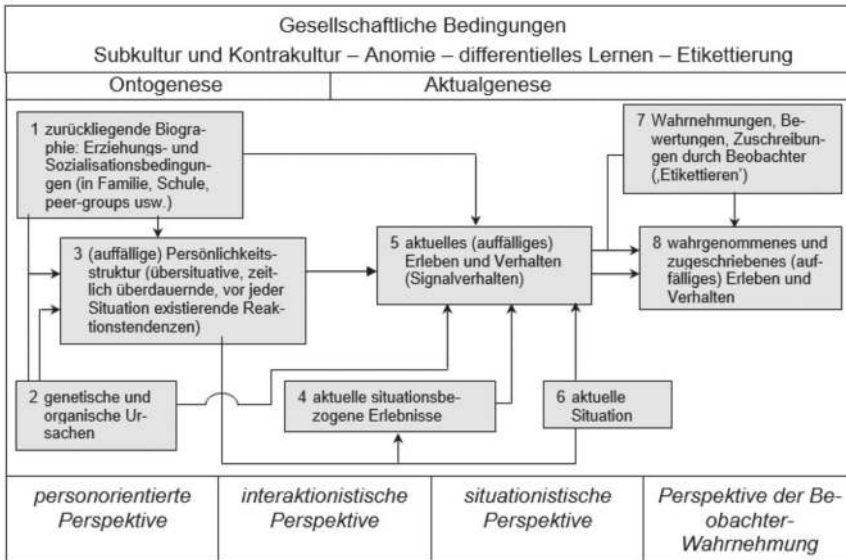 Gesellschaftliche Bedingungen
Subkultur und Kontrakultur – Anomie – differentielles Lernen – Etikettierung
Ontogenese
Aktualgenese
1 zurückliegende Biogra-
phie: Erziehungs- und
Sozialisationsbedingun-
gen (in Familie, Schule,
peer-groups usw.)
7 Wahrnehmungen, Be-
wertungen, Zuschreibun-
gen durch Beobachter
(‚Etikettieren’)
3 (auffällige) Persönlichkeits-
struktur (übersituative, zeit-
lich überdauernde, vor jeder
Situation existierende Reak-
tionstendenzen)
5 aktuelles (auffälliges)
Erleben und Verhalten
(Signalverhalten)
8 wahrgenommenes und
zugeschriebenes (auf-
fälliges) Erleben und
Verhalten
2 genetische und
organische Ur-
sachen
4 aktuelle situationsbe-
zogene Erlebnisse
6 aktuelle
Situation
personorientierte
Perspektive
interaktionistische
Perspektive
situationistische
Perspektive
Perspektive der Be-
obachter-
Wahrnehmung